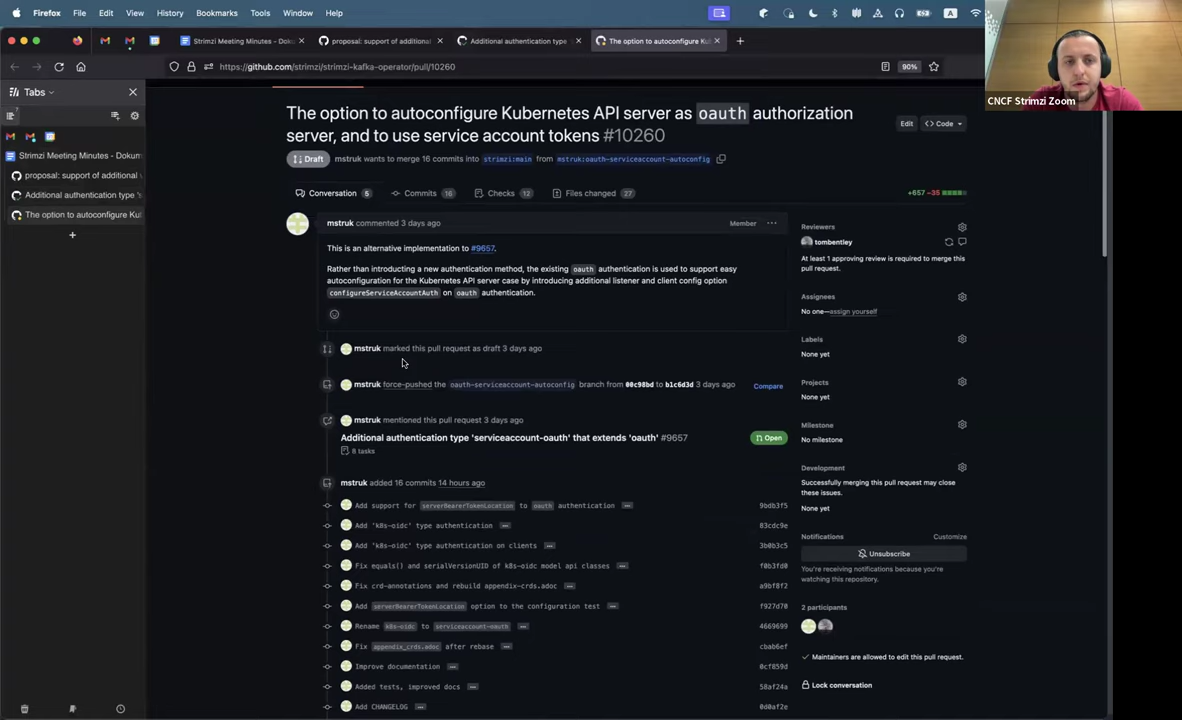 Firefox File Edit View History Bookmarks Tools Window Help
A
Strimzi Meeting Minutes - Doku
proposal: support of additional
Additional authentication type '
The option to autoconfigure Ku
https://github.com/strimzi/strimzi-kafka-operator/pull/10260
90%
CNCF Strimzi Zoom
Tabs
Strimzi Meeting Minutes - Dokum
proposal: support of additional
Additional authentication type 's
The option to autoconfigure Kul
The option to autoconfigure Kubernetes API server as oauth authorization
server, and to use service account tokens #10260
Edit
Code
Draft
mstruk wants to merge 16 commits into strimzi:main from mstruk:oauth-serviceaccount-autoconfig
Conversation 5
Commits 16
Checks 12
Files changed 27
+657 −35
mstruk commented 3 days ago
Member
This is an alternative implementation to #9657.
Rather than introducing a new authentication method, the existing oauth authentication is used to support easy
autoconfiguration for the Kubernetes API server case by introducing additional listener and client config option
configureServiceAccountAuth on oauth authentication.
mstruk marked this pull request as draft 3 days ago
mstruk force-pushed the oauth-serviceaccount-autoconfig branch from 00c98bd to b1c6d3d 3 days ago
Compare
mstruk mentioned this pull request 3 days ago
Additional authentication type 'serviceaccount-oauth' that extends 'oauth' #9657
Open
8 tasks
mstruk added 16 commits 14 hours ago
Add support for serverBearerTokenLocation to oauth authentication
9bdb3f5
Add 'k8s-oidc' type authentication
83cdc9e
Add 'k8s-oidc' type authentication on clients
3b0b3c5
Fix equals() and serialVersionUID of k8s-oidc model api classes
f0b3fd0
Fix crd-annotations and rebuild appendix-crds.adoc
a9bf8f2
Add serverBearerTokenLocation option to the configuration test
f927d70
Rename k8s-oidc to serviceaccount-oauth
4669699
Fix appendix_crds.adoc after rebase
cbab6ef
Improve documentation
0cf859d
Added tests, improved docs
58af24a
Add CHANGELOG
0d0af2e
Reviewers
tombentley
At least 1 approving review is required to merge this
pull request.
Assignees
No one—assign yourself
Labels
None yet
Projects
None yet
Milestone
No milestone
Development
Successfully merging this pull request may close
these issues.
None yet
Notifications
Customize
Unsubscribe
You're receiving notifications because you're
watching this repository.
2 participants
Maintainers are allowed to edit this pull request.
Lock conversation